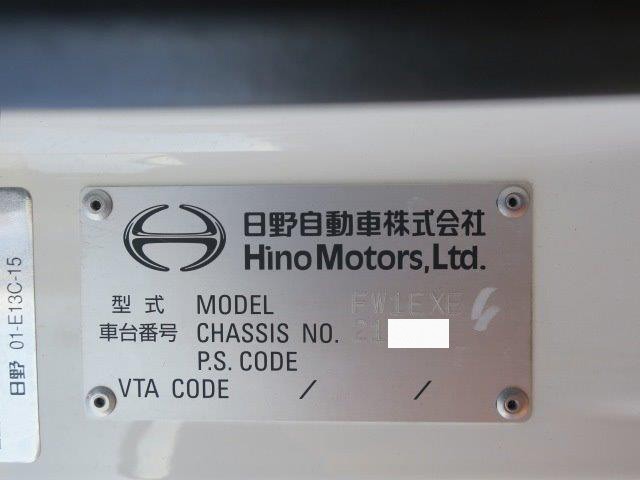 日野自動車株式会社
Hino Motors, Ltd.
型式 MODEL FW1EXE
車台番号 CHASSIS NO. 21
P.S. CODE
VTA CODE / /
日野 01-E13C-15